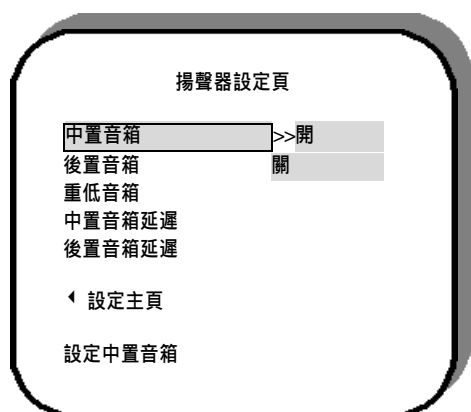 揚聲器設定頁
中置音箱 >>開
後置音箱 關
重低音箱
中置音箱延遲
後置音箱延遲
設定主頁
設定中置音箱